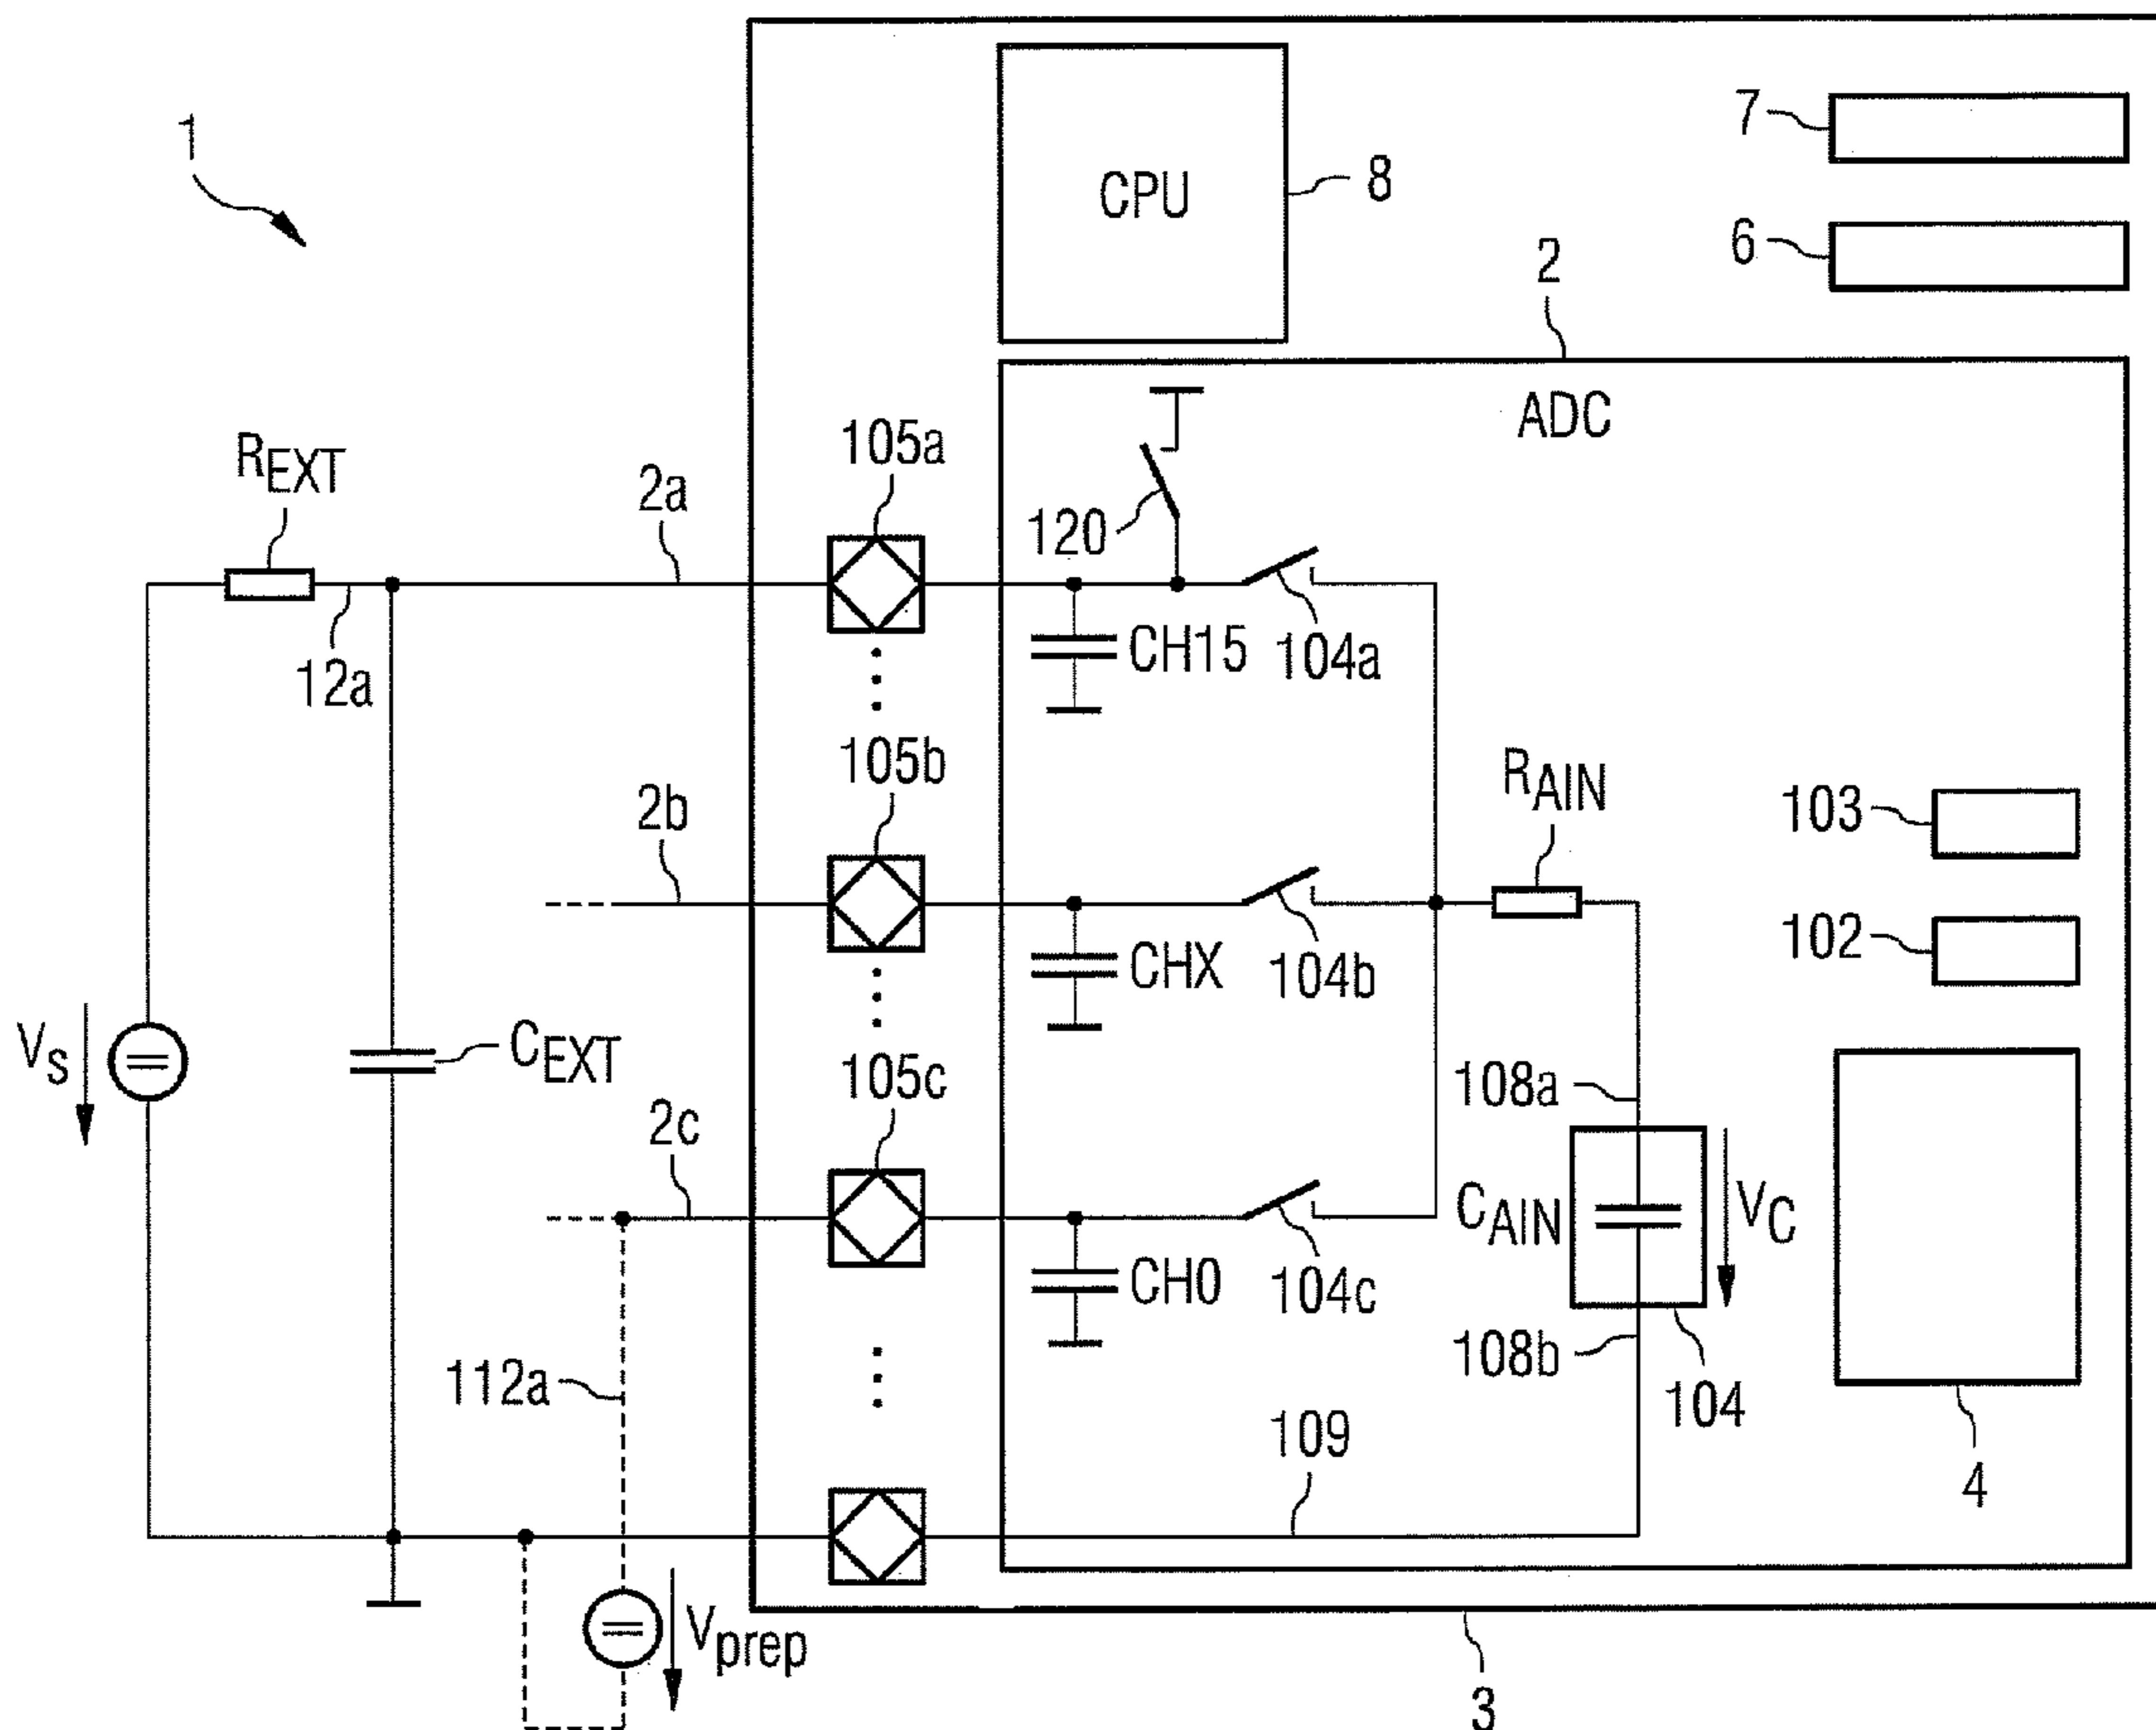 1
CPU
8
7
6
2
ADC
REXT
12a
2a
105a
120
CH15
104a
105b
2b
CHX
104b
RAIN
103
102
VS
CEXT
105c
2c
CH0
104c
108a
CAIN
VC
108b
104
4
112a
109
Vprep
3